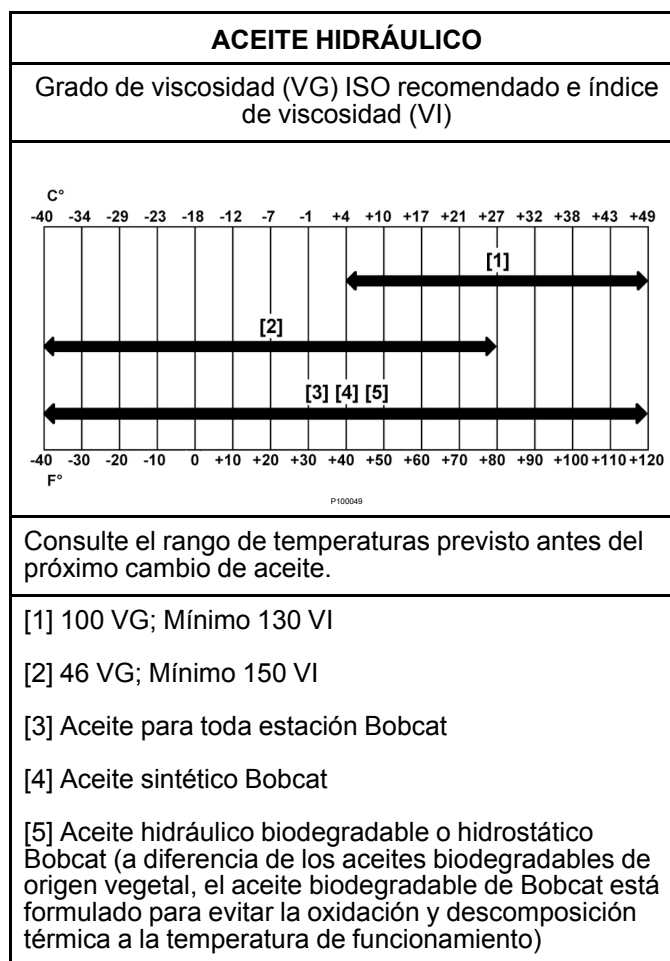 ACEITE HIDRÁULICO
Grado de viscosidad (VG) ISO recomendado e índice
de viscosidad (VI)
C°
-40 -34 -29 -23 -18 -12 -7 -1 +4 +10 +17 +21 +27 +32 +38 +43 +49
[1]
[2]
[3] [4] [5]
-40 -30 -20 -10 0 +10 +20 +30 +40 +50 +60 +70 +80 +90 +100 +110 +120
F°
P100049
Consulte el rango de temperaturas previsto antes del
próximo cambio de aceite.
[1] 100 VG; Mínimo 130 VI
[2] 46 VG; Mínimo 150 VI
[3] Aceite para toda estación Bobcat
[4] Aceite sintético Bobcat
[5] Aceite hidráulico biodegradable o hidrostático
Bobcat (a diferencia de los aceites biodegradables de
origen vegetal, el aceite biodegradable de Bobcat está
formulado para evitar la oxidación y descomposición
térmica a la temperatura de funcionamiento)